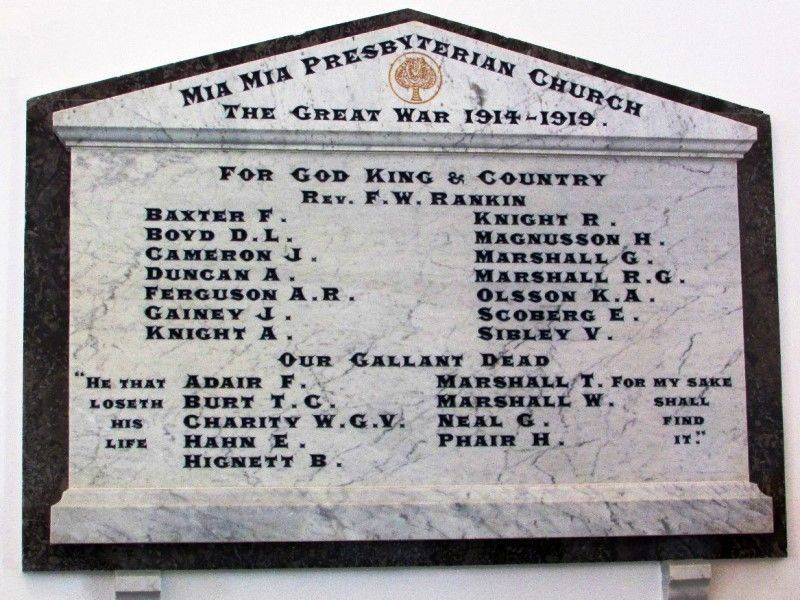 MIA MIA PRESBYTERIAN CHURCH
THE GREAT WAR 1914-1919.
FOR GOD KING & COUNTRY
REV. F.W. RANKIN
BAXTER F. KNIGHT R.
BOYD D.L. MAGNUSSON H.
CAMERON J. MARSHALL G.
DUNCAN A. MARSHALL R.G.
FERGUSON A.R. OLSSON K.A.
GAINEY J. SCOBERG E.
KNIGHT A. SIBLEY V.
OUR GALLANT DEAD
"HE THAT ADAIR F. MARSHALL T. FOR MY SAKE
LOSETH BURT T.C. MARSHALL W. SHALL
HIS CHARITY W.G.V. NEAL G. FIND
LIFE HAHN E. PHAIR H. IT."
HIGNETT B.